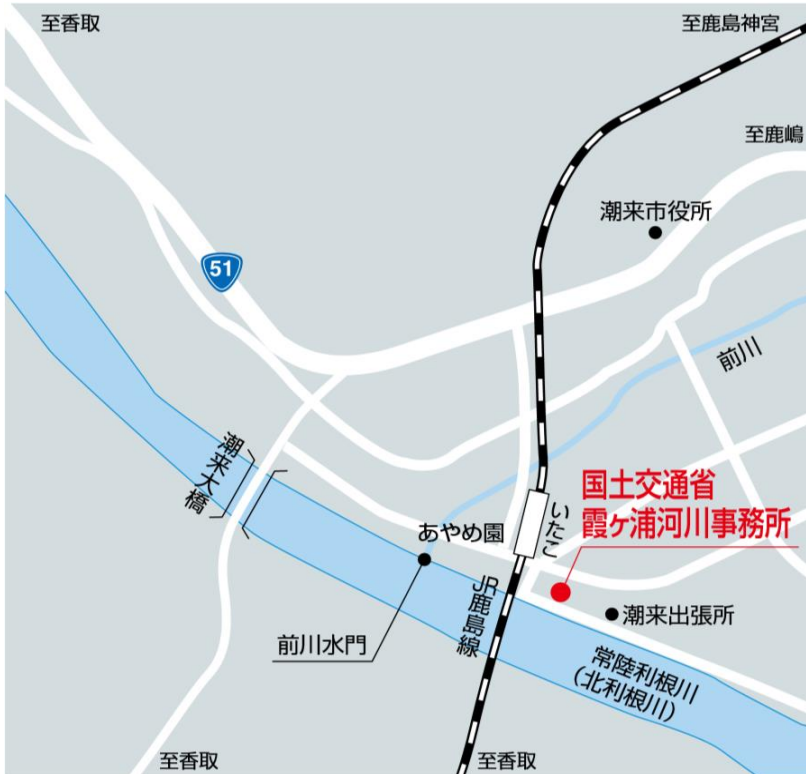 至香取
至鹿島神宮
至鹿嶋
潮来市役所
51
前川
潮来大橋
国土交通省
霞ヶ浦河川事務所
いたこ
あやめ園
JR鹿島線
潮来出張所
前川水門
常陸利根川
(北利根川)
至香取
至香取